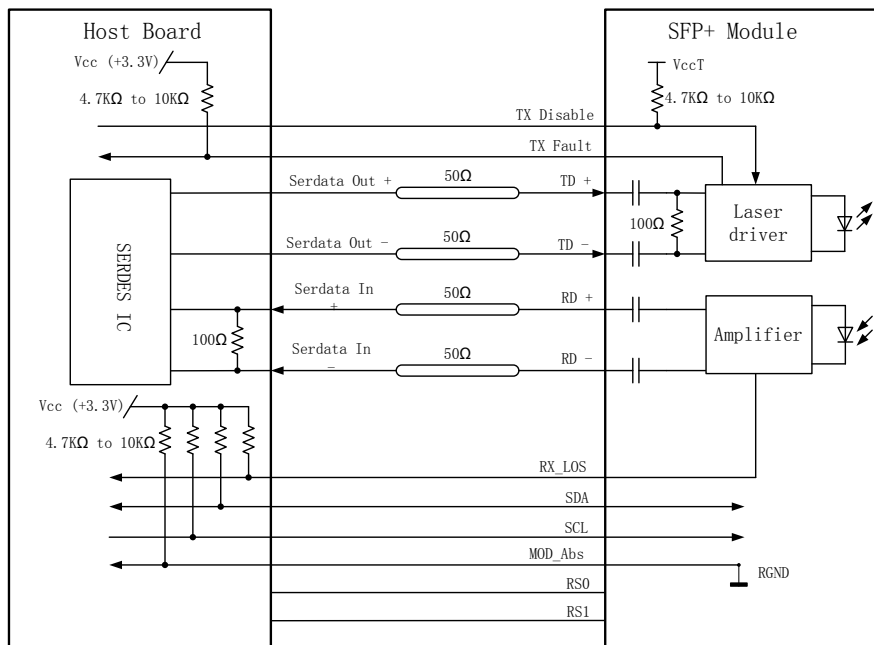 Host Board
SFP+ Module
Vcc (+3.3V)
VccT
4.7KΩ to 10KΩ
4.7KΩ to 10KΩ
TX Disable
TX Fault
Serdata Out +
50Ω
TD +
Laser
driver
100Ω
Serdata Out -
50Ω
TD -
SERDES IC
Serdata In
+
50Ω
RD +
Amplifier
100Ω
Serdata In
-
50Ω
RD -
Vcc (+3.3V)
4.7KΩ to 10KΩ
RX_LOS
SDA
SCL
MOD_Abs
RGND
RS0
RS1